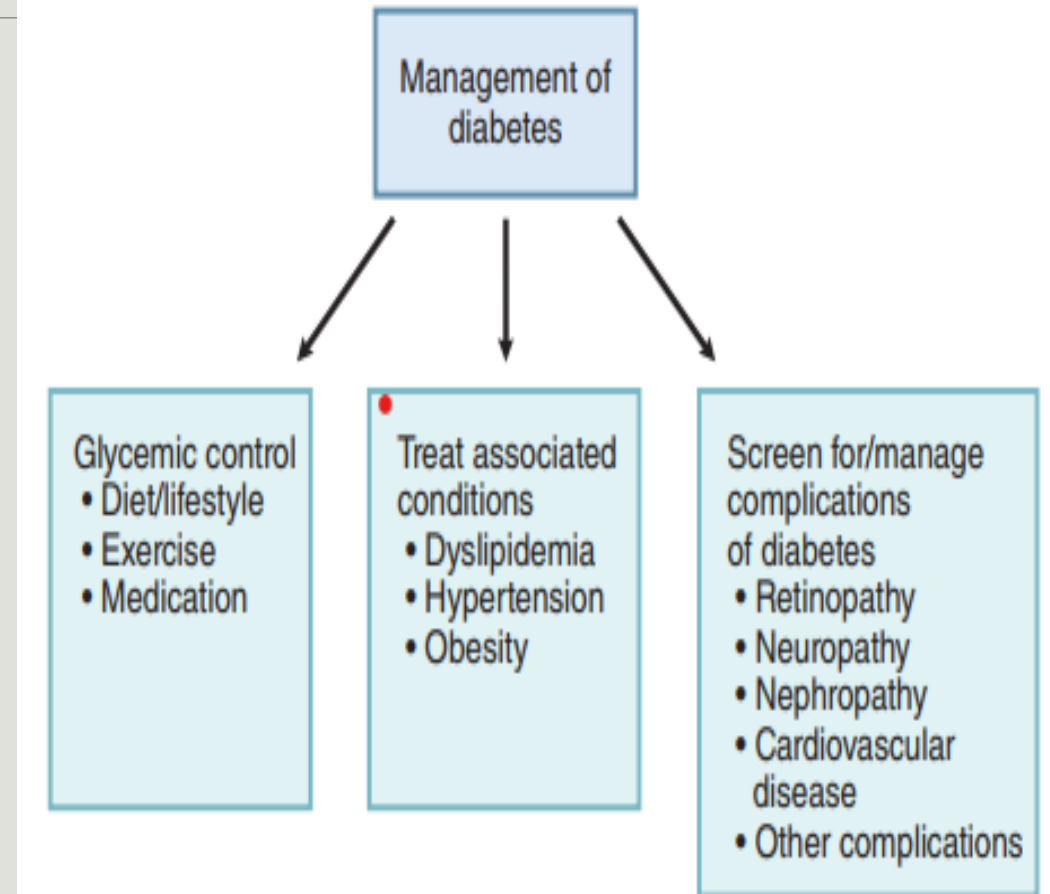 Management of
diabetes
Glycemic control
• Diet/lifestyle
• Exercise
• Medication
Treat associated
conditions
• Dyslipidemia
• Hypertension
• Obesity
Screen for/manage
complications
of diabetes
• Retinopathy
• Neuropathy
• Nephropathy
• Cardiovascular
disease
• Other complications